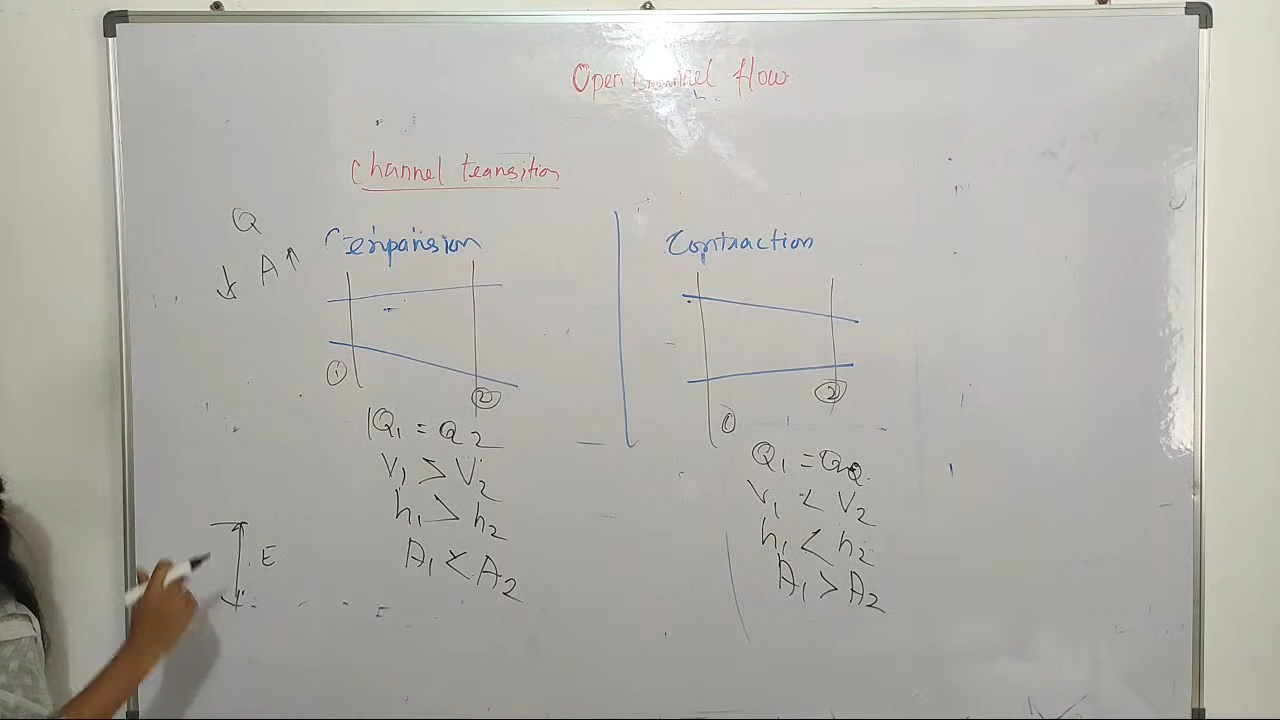 Open channel flow
channel transition
Q
A↑
expansion
①
②
Q1 = Q2
V1 > V2
h1 > h2
A1 < A2
E
Contraction
①
②
Q1 = Q2
V1 < V2
h1 < h2
A1 > A2